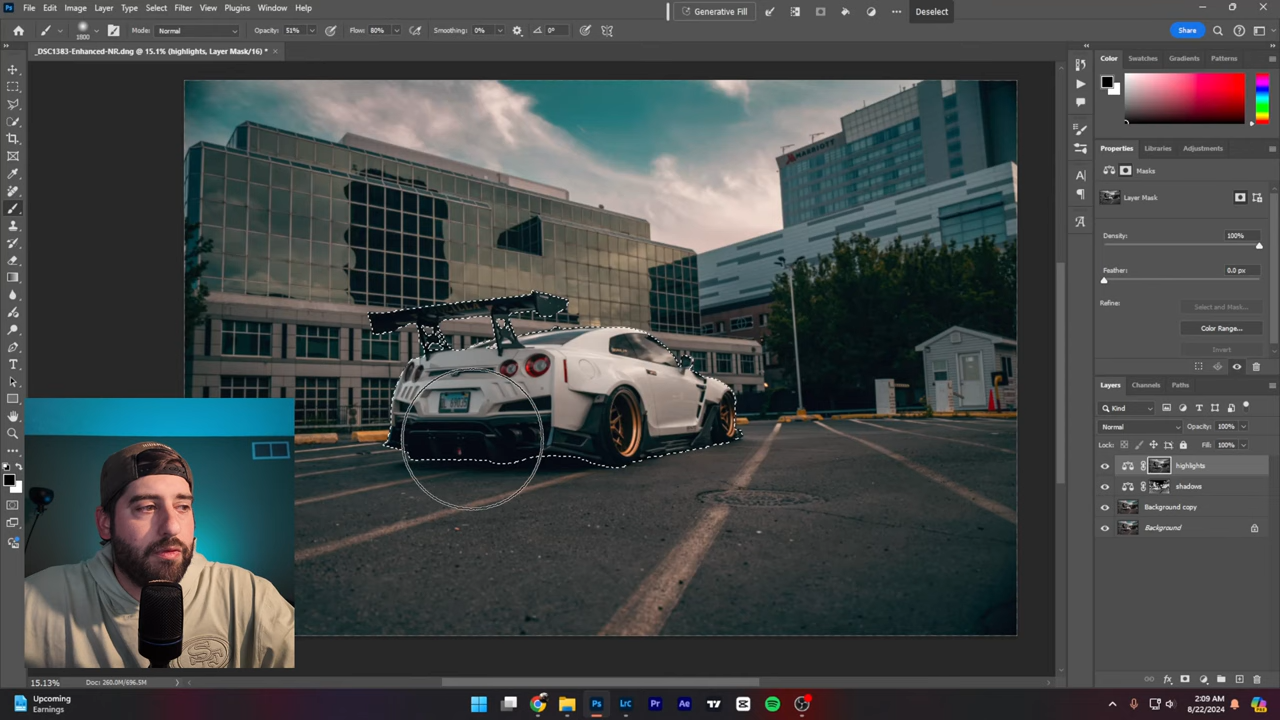 File Edit Image Layer Type Select Filter View Plugins Window Help
Generative Fill
Deselect
1800
Mode: Normal
Opacity: 51%
Flow: 80%
Smoothing: 0%
0°
Share
_DSC1383-Enhanced-NR.dng @ 15.1% (highlights, Layer Mask/16) *
Color Swatches Gradients Patterns
Properties Libraries Adjustments
Masks
Layer Mask
Density: 100%
Feather: 0.0 px
Refine: Select and Mask...
Color Range...
Invert
Layers Channels Paths
Kind
Normal Opacity: 100%
Lock: Fill: 100%
highlights
shadows
Background copy
Background
MARRIOTT
15.13% Doc: 260.0M/696.5M
Upcoming
Earnings
2:09 AM
8/22/2024